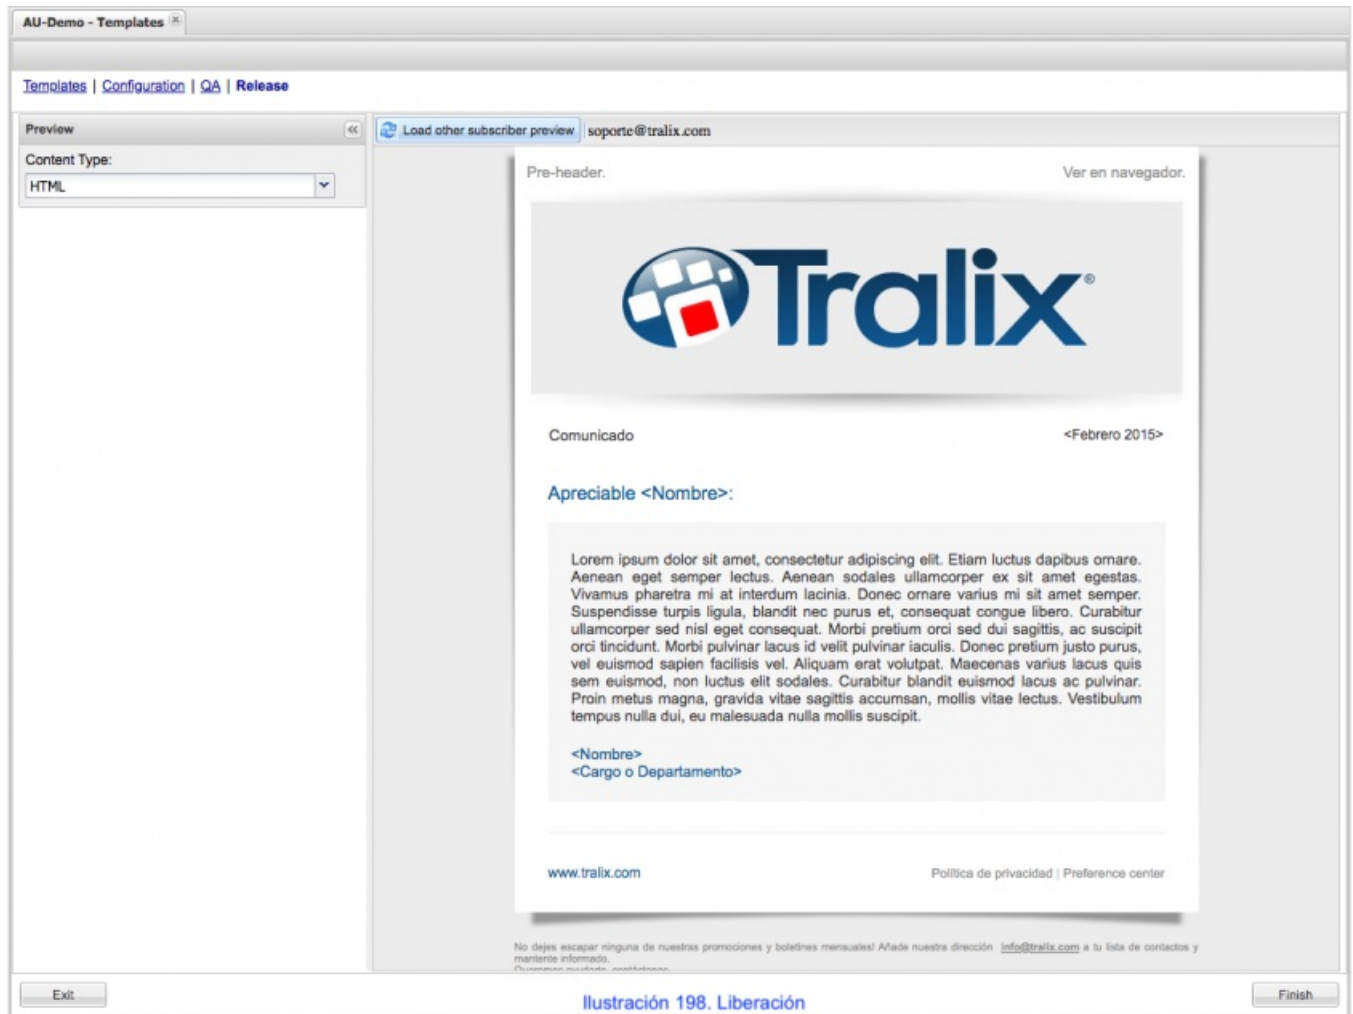 AU-Demo - Templates
Templates | Configuration | QA | Release
Preview
Content Type:
HTML
Load other subscriber preview
soporte@tralix.com
Pre-header.
Ver en navegador.
Tralix®
Comunicado
<Febrero 2015>
Apreciable <Nombre>:
Lorem ipsum dolor sit amet, consectetur adipiscing elit. Etiam luctus dapibus ornare.
Aenean eget semper lectus. Aenean sodales ullamcorper ex sit amet egestas.
Vivamus pharetra mi at interdum lacinia. Donec ornare varius mi sit amet semper.
Suspendisse turpis ligula, blandit nec purus et, consequat congue libero. Curabitur
ullamcorper sed nisl eget consequat. Morbi pretium orci sed dui sagittis, ac suscipit
orci tincidunt. Morbi pulvinar lacus id velit pulvinar iaculis. Donec pretium justo purus,
vel euismod sapien facilisis vel. Aliquam erat volutpat. Maecenas varius lacus quis
sem euismod, non luctus elit sodales. Curabitur blandit euismod lacus ac pulvinar.
Proin metus magna, gravida vitae sagittis accumsan, mollis vitae lectus. Vestibulum
tempus nulla dui, eu malesuada nulla mollis suscipit.
<Nombre>
<Cargo o Departamento>
www.tralix.com
Política de privacidad | Preference center
No dejes escapar ninguna de nuestras promociones y boletines mensuales! Añade nuestra dirección info@tralix.com a tu lista de contactos y
mantente informado.
Exit
Ilustración 198. Liberación
Finish